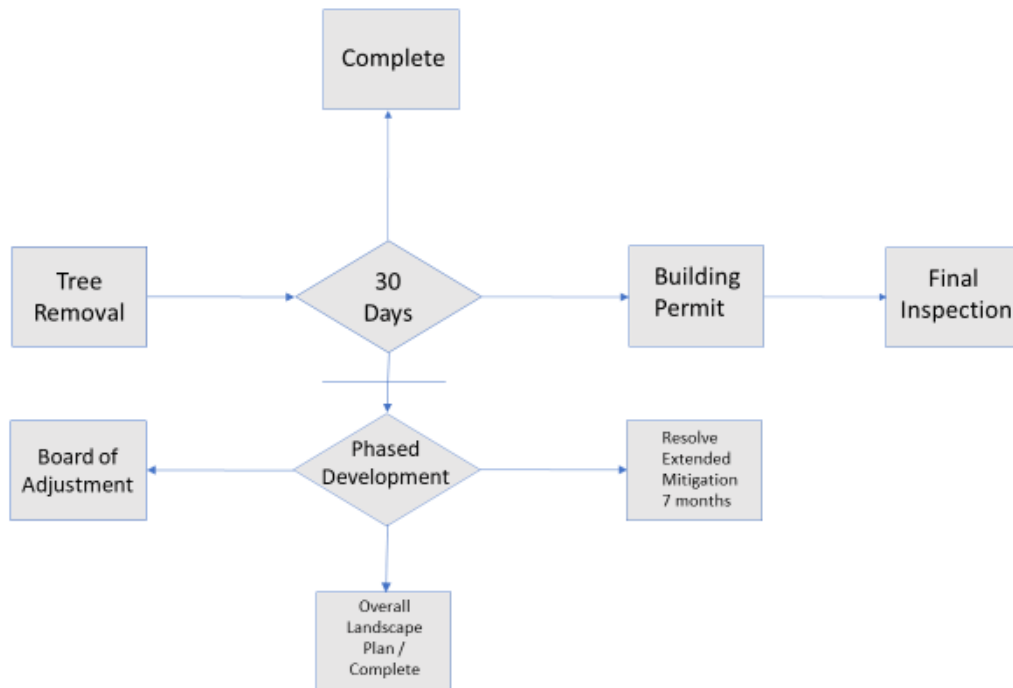 Complete
Tree
Removal
30
Days
Building
Permit
Final
Inspection
Board of
Adjustment
Phased
Development
Resolve
Extended
Mitigation
7 months
Overall
Landscape
Plan /
Complete